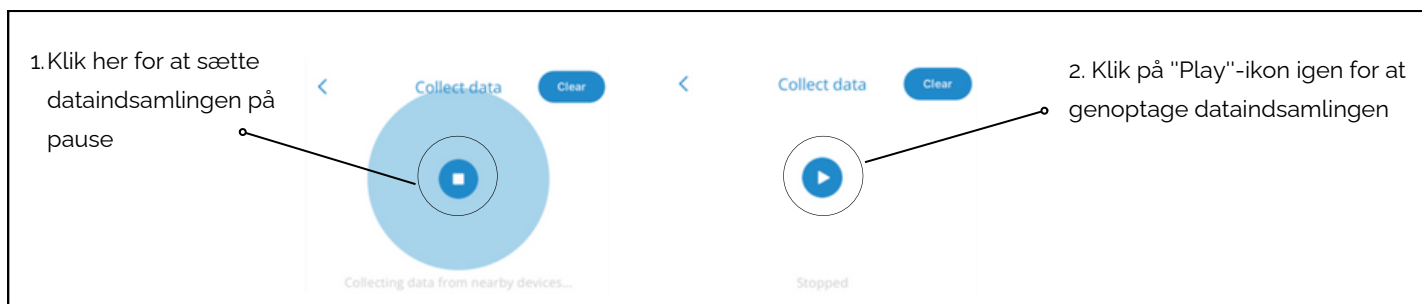 1. Klik her for at sætte
dataindsamlingen på
pause
Collect data
Clear
Collecting data from nearby devices...
Collect data
Clear
Stopped
2. Klik på "Play"-ikon igen for at
genoptage dataindsamlingen